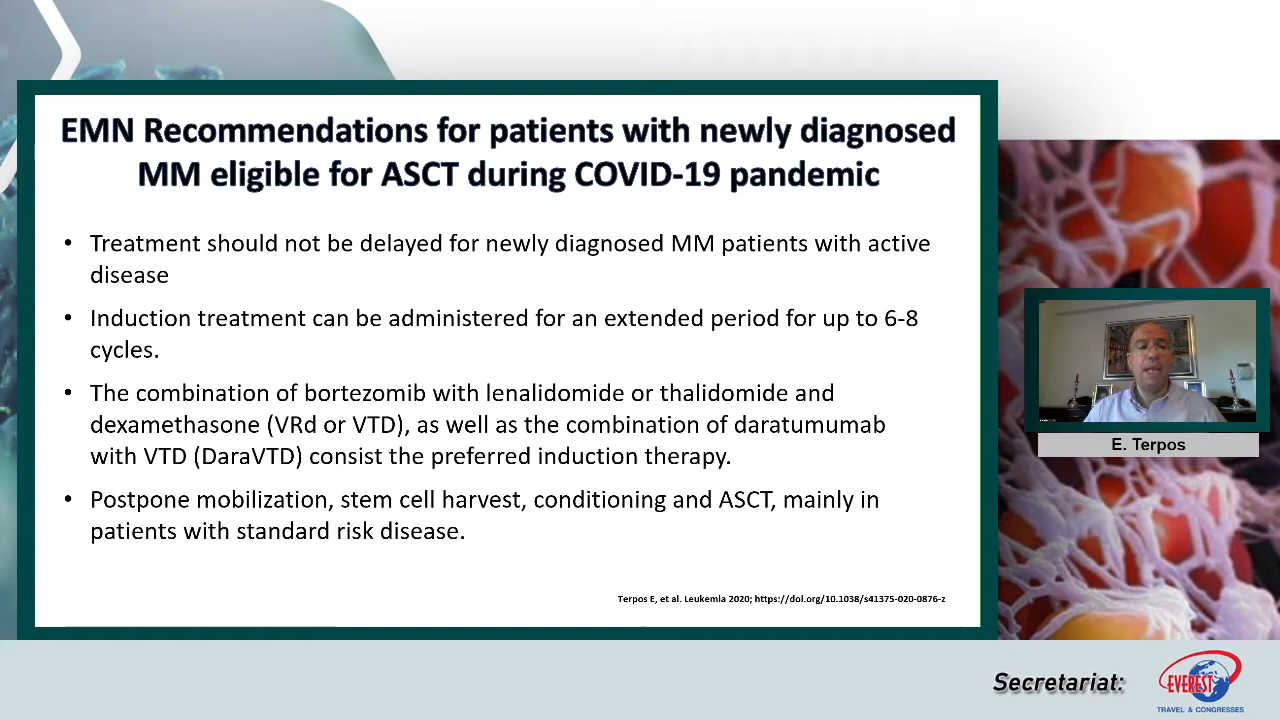 EMN Recommendations for patients with newly diagnosed
MM eligible for ASCT during COVID-19 pandemic
• Treatment should not be delayed for newly diagnosed MM patients with active
disease
• Induction treatment can be administered for an extended period for up to 6-8
cycles.
• The combination of bortezomib with lenalidomide or thalidomide and
dexamethasone (VRd or VTD), as well as the combination of daratumumab
with VTD (DaraVTD) consist the preferred induction therapy.
• Postpone mobilization, stem cell harvest, conditioning and ASCT, mainly in
patients with standard risk disease.
Terpos E, et al. Leukemia 2020; https://doi.org/10.1038/s41375-020-0876-z
E. Terpos
Secretariat:
EVEREST
TRAVEL & CONGRESSES